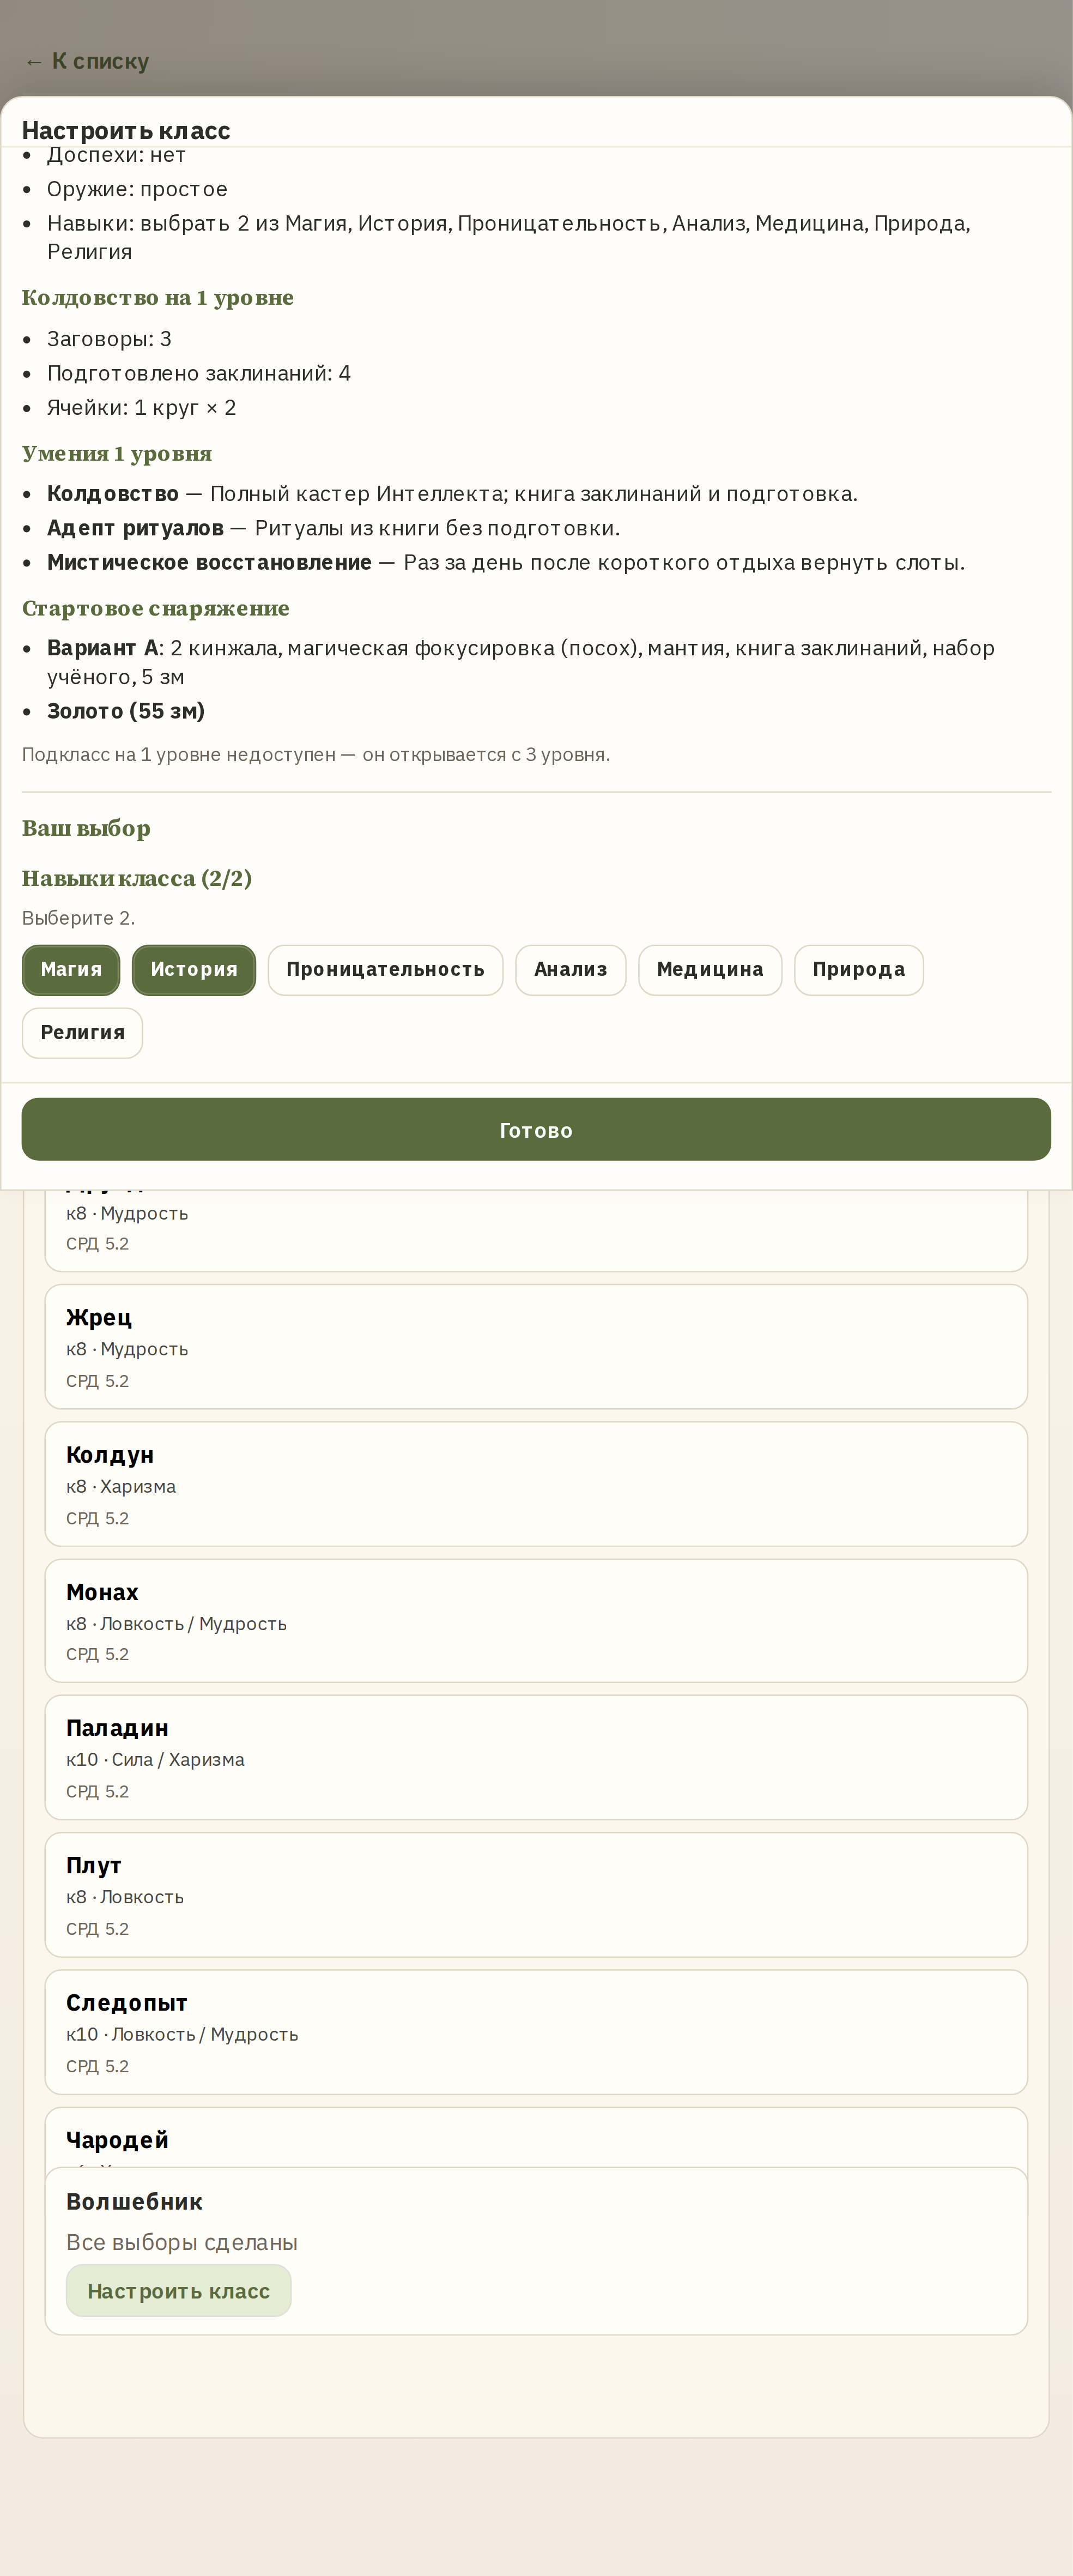 ← К списку
Настроить класс
Доспехи: нет
Оружие: простое
Навыки: выбрать 2 из Магия, История, Проницательность, Анализ, Медицина, Природа,
Религия
Колдовство на 1 уровне
Заговоры: 3
Подготовлено заклинаний: 4
Ячейки: 1 круг × 2
Умения 1 уровня
Колдовство — Полный кастер Интеллекта; книга заклинаний и подготовка.
Адепт ритуалов — Ритуалы из книги без подготовки.
Мистическое восстановление — Раз за день после короткого отдыха вернуть слоты.
Стартовое снаряжение
Вариант А: 2 кинжала, магическая фокусировка (посох), мантия, книга заклинаний, набор
учёного, 5 зм
Золото (55 зм)
Подкласс на 1 уровне недоступен — он открывается с 3 уровня.
Ваш выбор
Навыки класса (2/2)
Выберите 2.
Магия История Проницательность Анализ Медицина Природа
Религия
Готово
к8 · Мудрость
СРД 5.2
Жрец
к8 · Мудрость
СРД 5.2
Колдун
к8 · Харизма
СРД 5.2
Монах
к8 · Ловкость / Мудрость
СРД 5.2
Паладин
к10 · Сила / Харизма
СРД 5.2
Плут
к8 · Ловкость
СРД 5.2
Следопыт
к10 · Ловкость / Мудрость
СРД 5.2
Чародей
Волшебник
Все выборы сделаны
Настроить класс